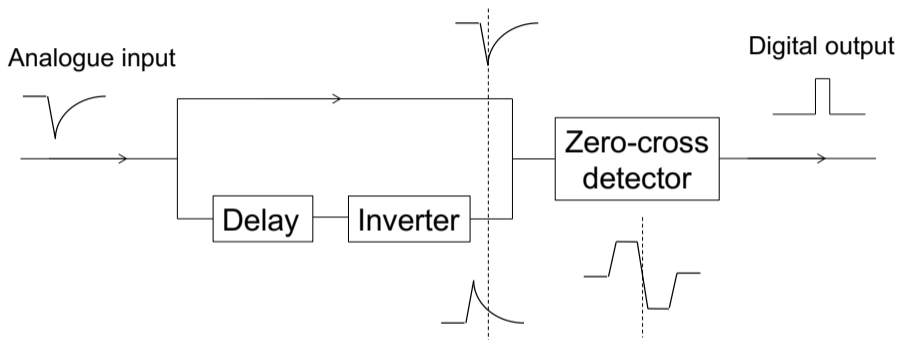 Analogue input
Digital output
Zero-cross
detector
Delay
Inverter